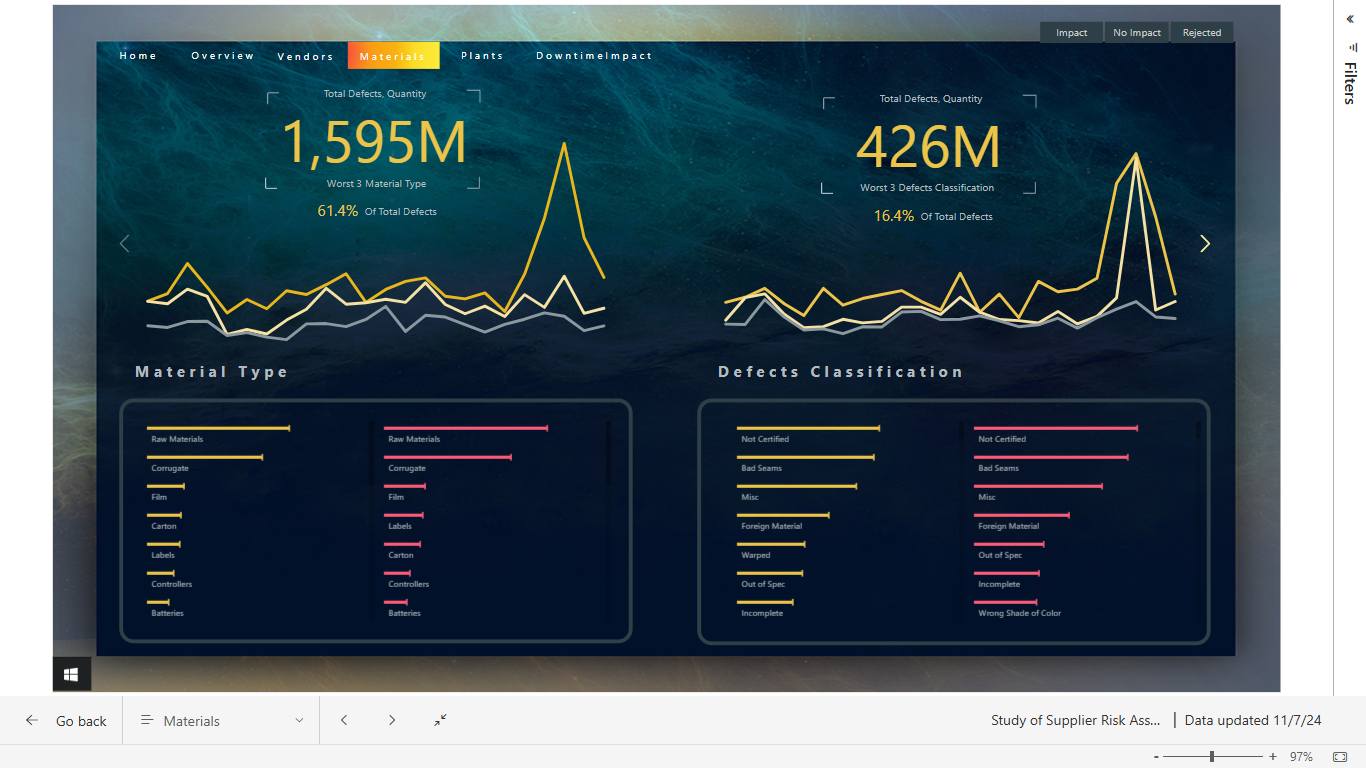 Impact No Impact Rejected
Home Overview Vendors Materials Plants DowntimeImpact
Total Defects, Quantity
1,595M
Worst 3 Material Type
61.4% Of Total Defects
Total Defects, Quantity
426M
Worst 3 Defects Classification
16.4% Of Total Defects
Material Type
Raw Materials
Corrugate
Film
Carton
Labels
Controllers
Batteries
Raw Materials
Corrugate
Film
Labels
Carton
Controllers
Batteries
Defects Classification
Not Certified
Bad Seams
Misc
Foreign Material
Warped
Out of Spec
Incomplete
Not Certified
Bad Seams
Misc
Foreign Material
Out of Spec
Incomplete
Wrong Shade of Color
Filters
Go back
Materials
Study of Supplier Risk Ass... | Data updated 11/7/24
- + 97%